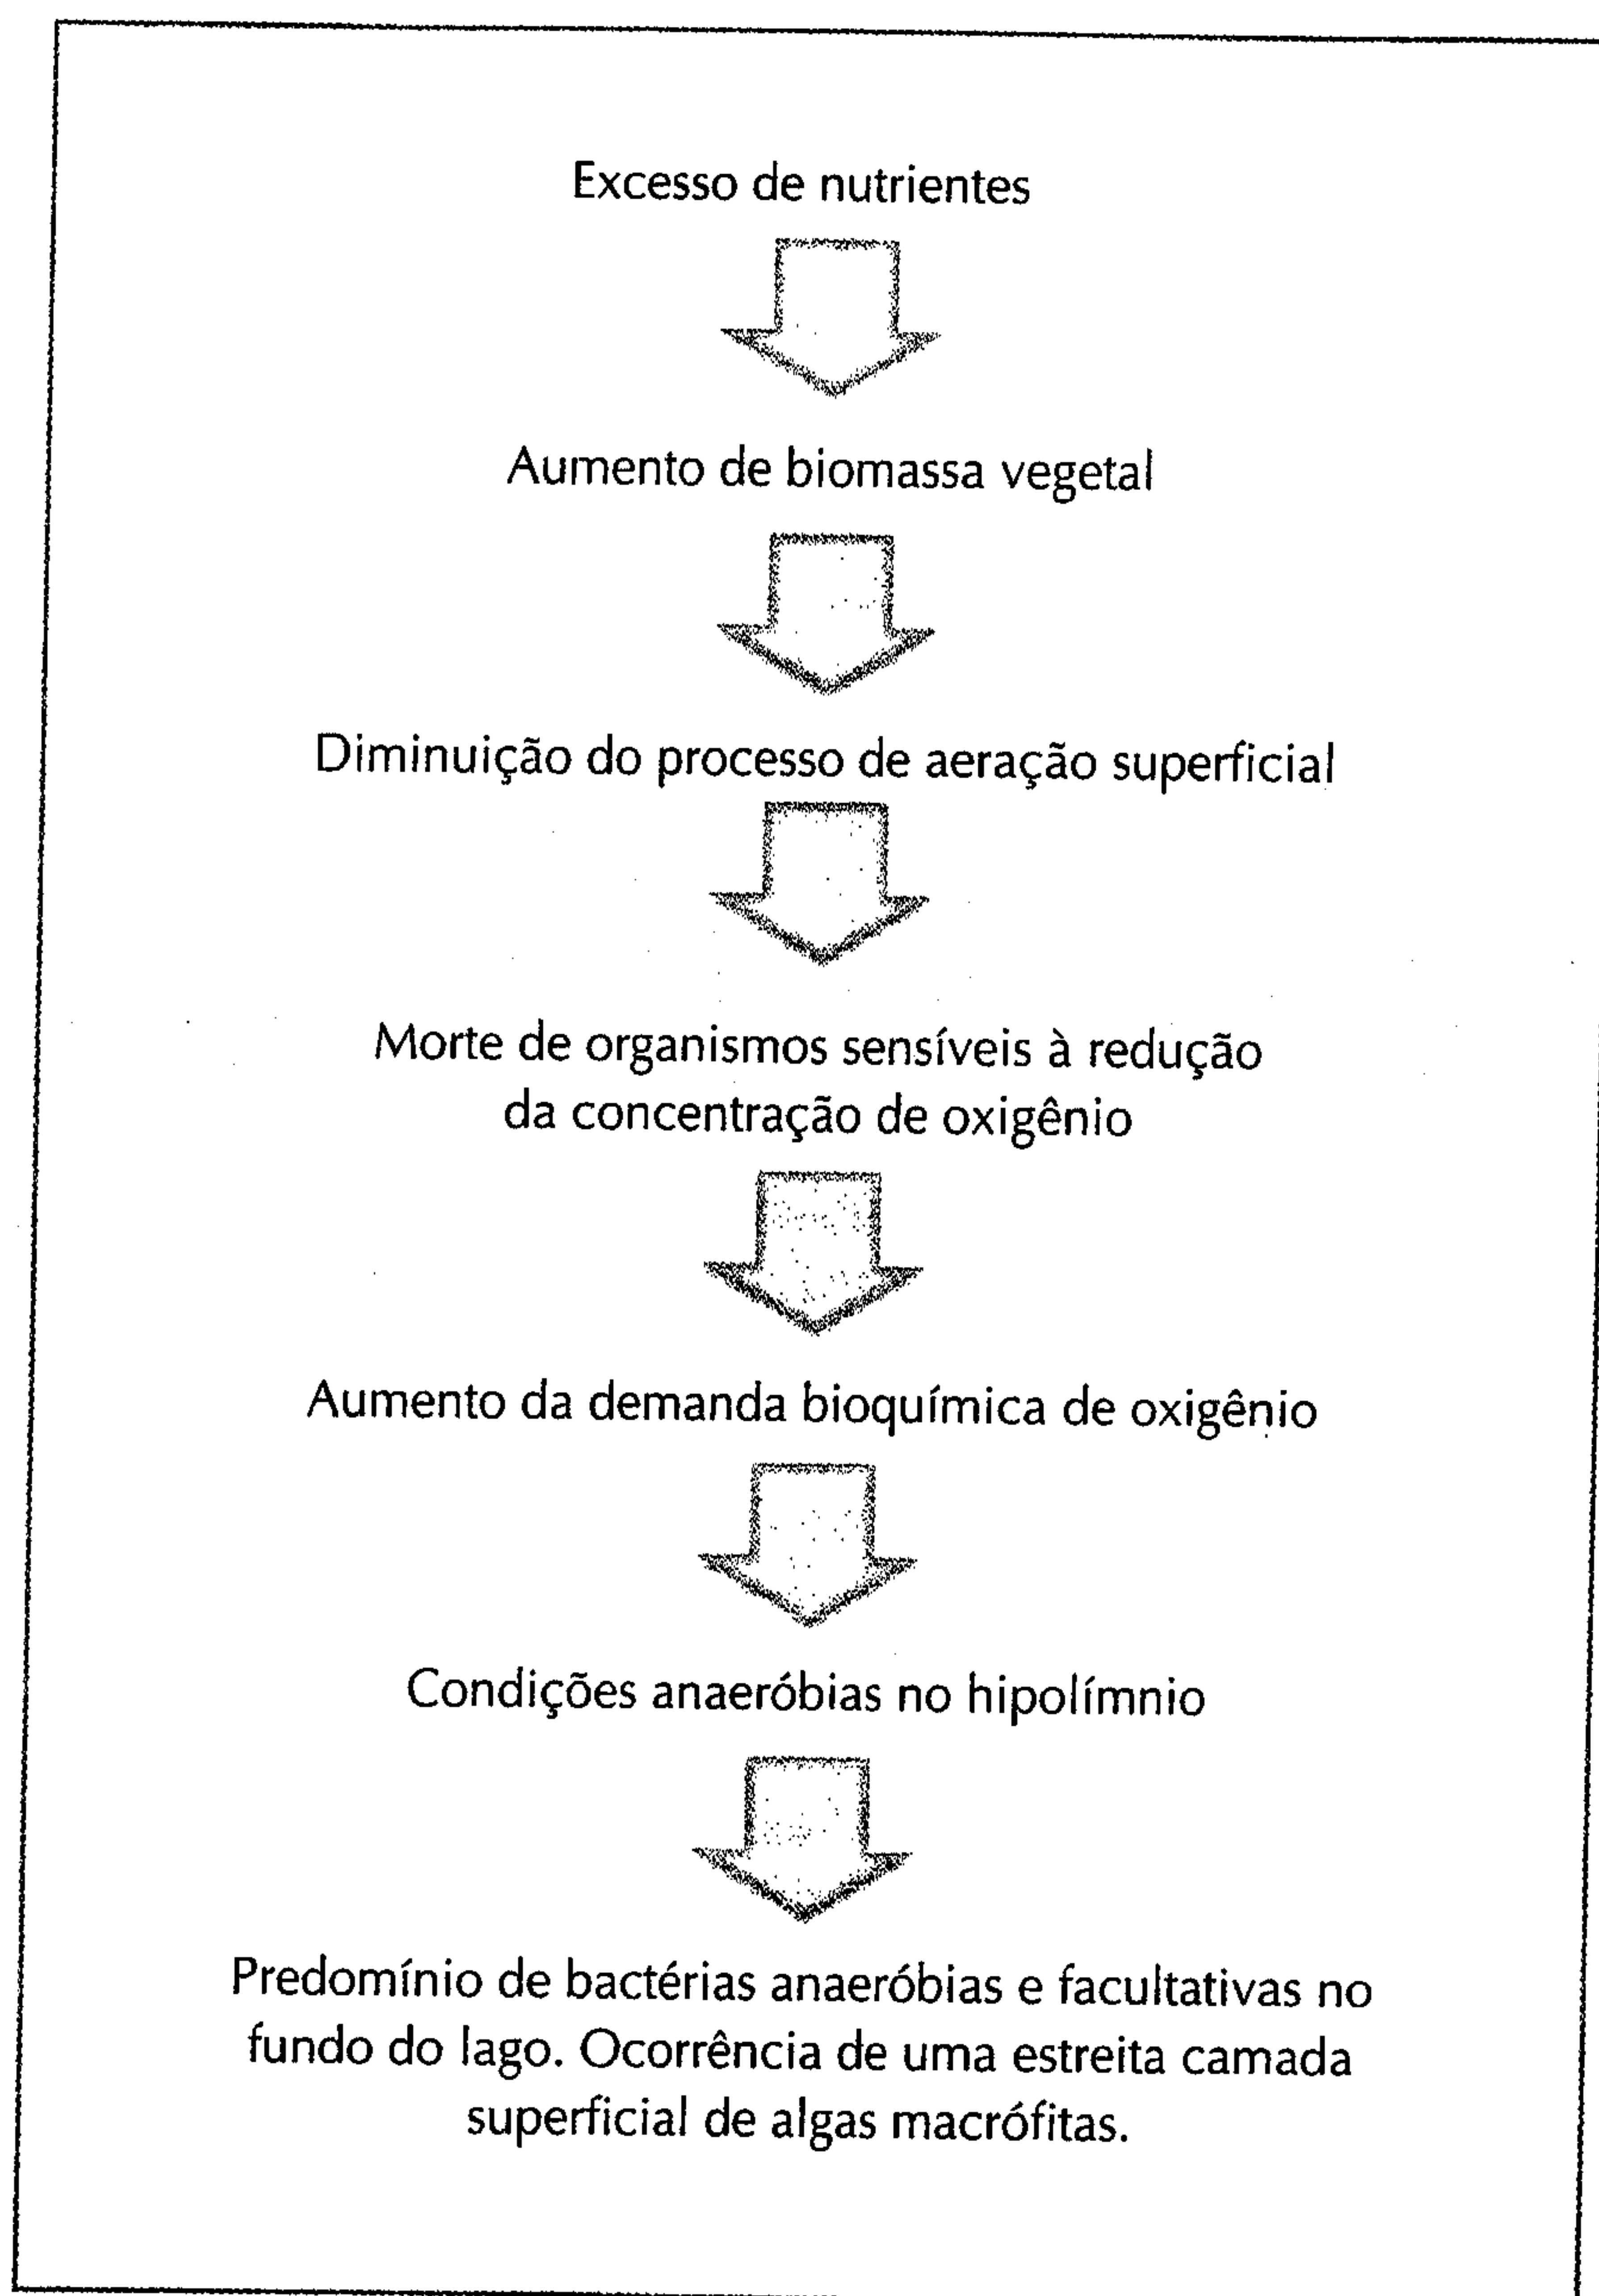 Excesso de nutrientes
Aumento de biomassa vegetal
Diminuição do processo de aeração superficial
Morte de organismos sensíveis à redução
da concentração de oxigênio
Aumento da demanda bioquímica de oxigênio
Condições anaeróbias no hipolímnio
Predomínio de bactérias anaeróbias e facultativas no
fundo do lago. Ocorrência de uma estreita camada
superficial de algas macrófitas.